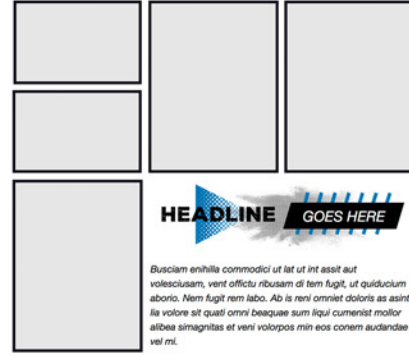 HEADLINE GOES HERE
Busciam enihilla commodici ut lat ut int assit aut
volesciusam, vent offictu ribusam di tem fugit, ut quiducium
aborio. Nem fugit rem labo. Ab is reni omniet doloris as asint
lia volore sit quati omni beaquae sum liqui cumenist mollor
alibea simagnitas et veni volorpos min eos conem audandae
vel mi.